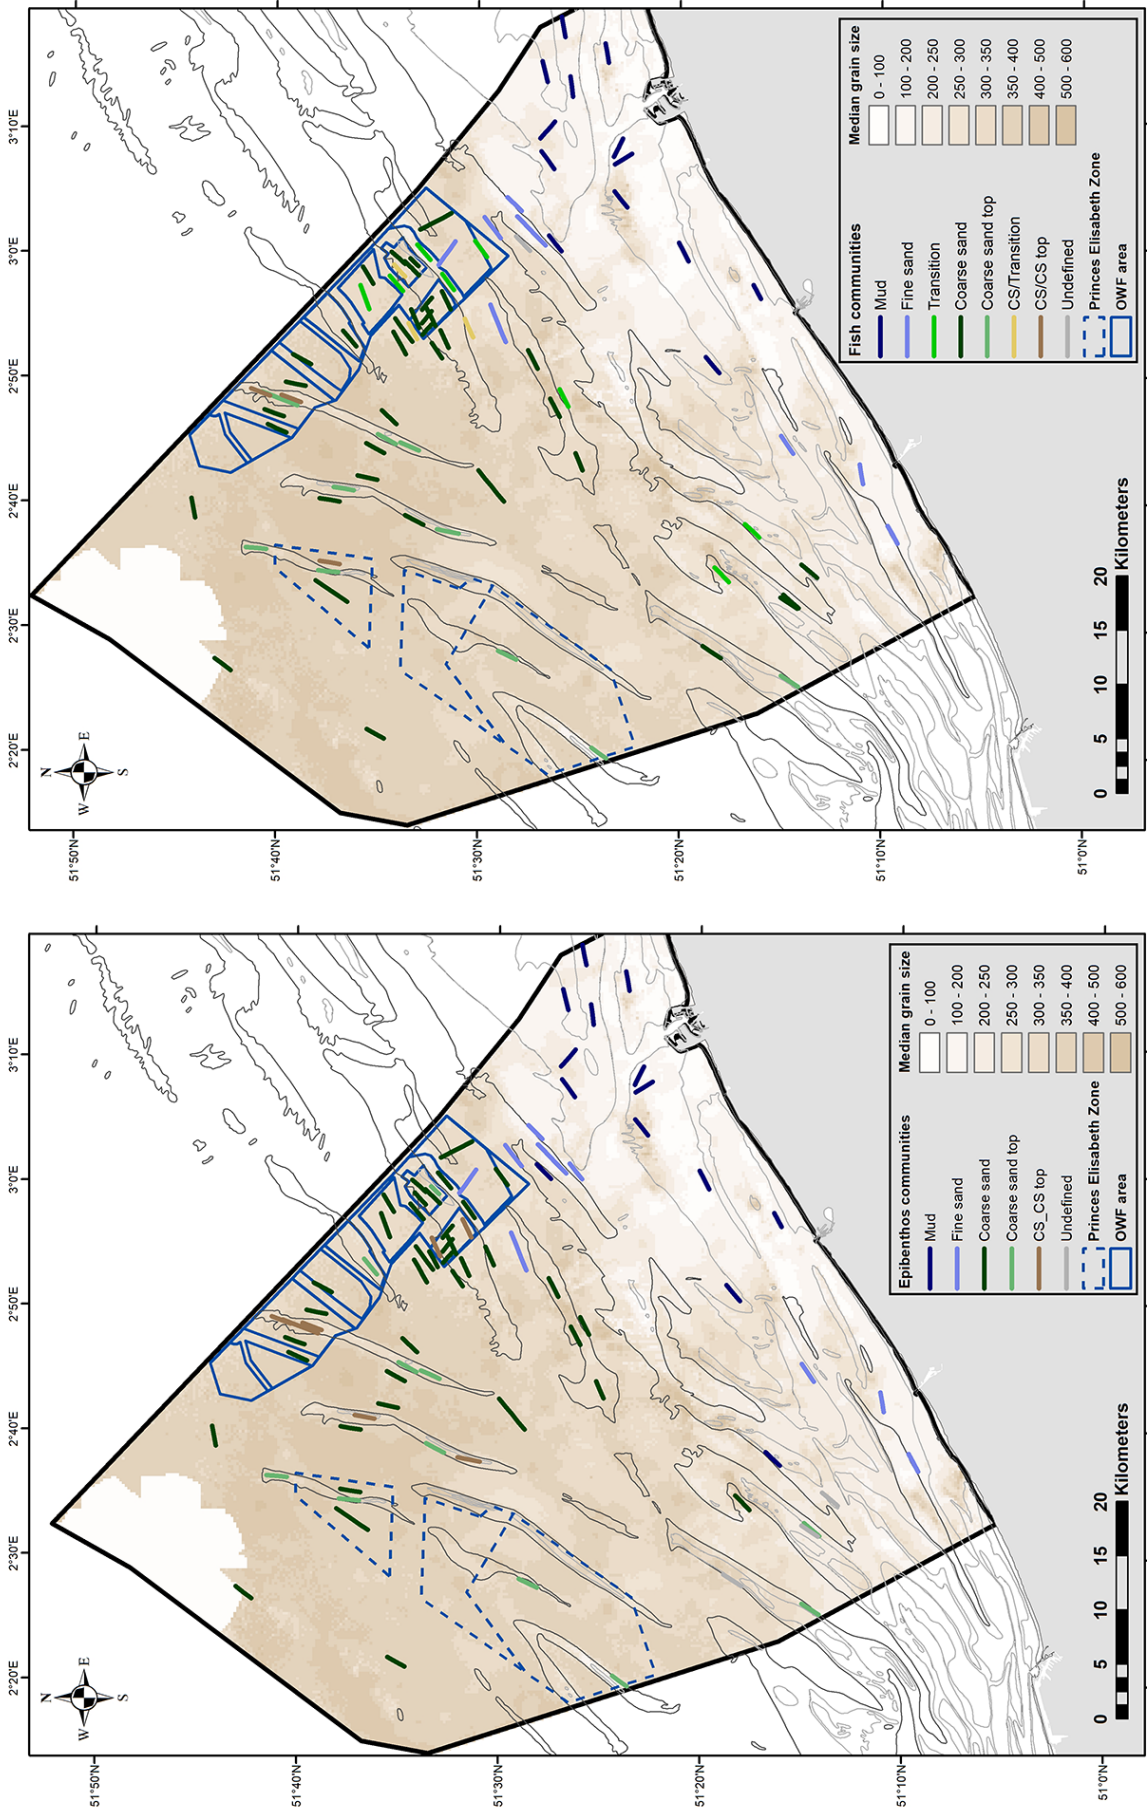 N
W
E
S
2°20'E
2°30'E
2°40'E
2°50'E
3°0'E
3°10'E
51°50'N
51°40'N
51°30'N
51°20'N
51°10'N
51°0'N
0 5 10 15 20
Kilometers
Epibenthos communities
Mud
Fine sand
Coarse sand
Coarse sand top
CS_CS top
Undefined
Princes Elisabeth Zone
OWF area
Median grain size
0 - 100
100 - 200
200 - 250
250 - 300
300 - 350
350 - 400
400 - 500
500 - 600
N
W
E
S
2°20'E
2°30'E
2°40'E
2°50'E
3°0'E
3°10'E
51°50'N
51°40'N
51°30'N
51°20'N
51°10'N
51°0'N
0 5 10 15 20
Kilometers
Fish communities
Mud
Fine sand
Transition
Coarse sand
Coarse sand top
CS/Transition
CS/CS top
Undefined
Princes Elisabeth Zone
OWF area
Median grain size
0 - 100
100 - 200
200 - 250
250 - 300
300 - 350
350 - 400
400 - 500
500 - 600